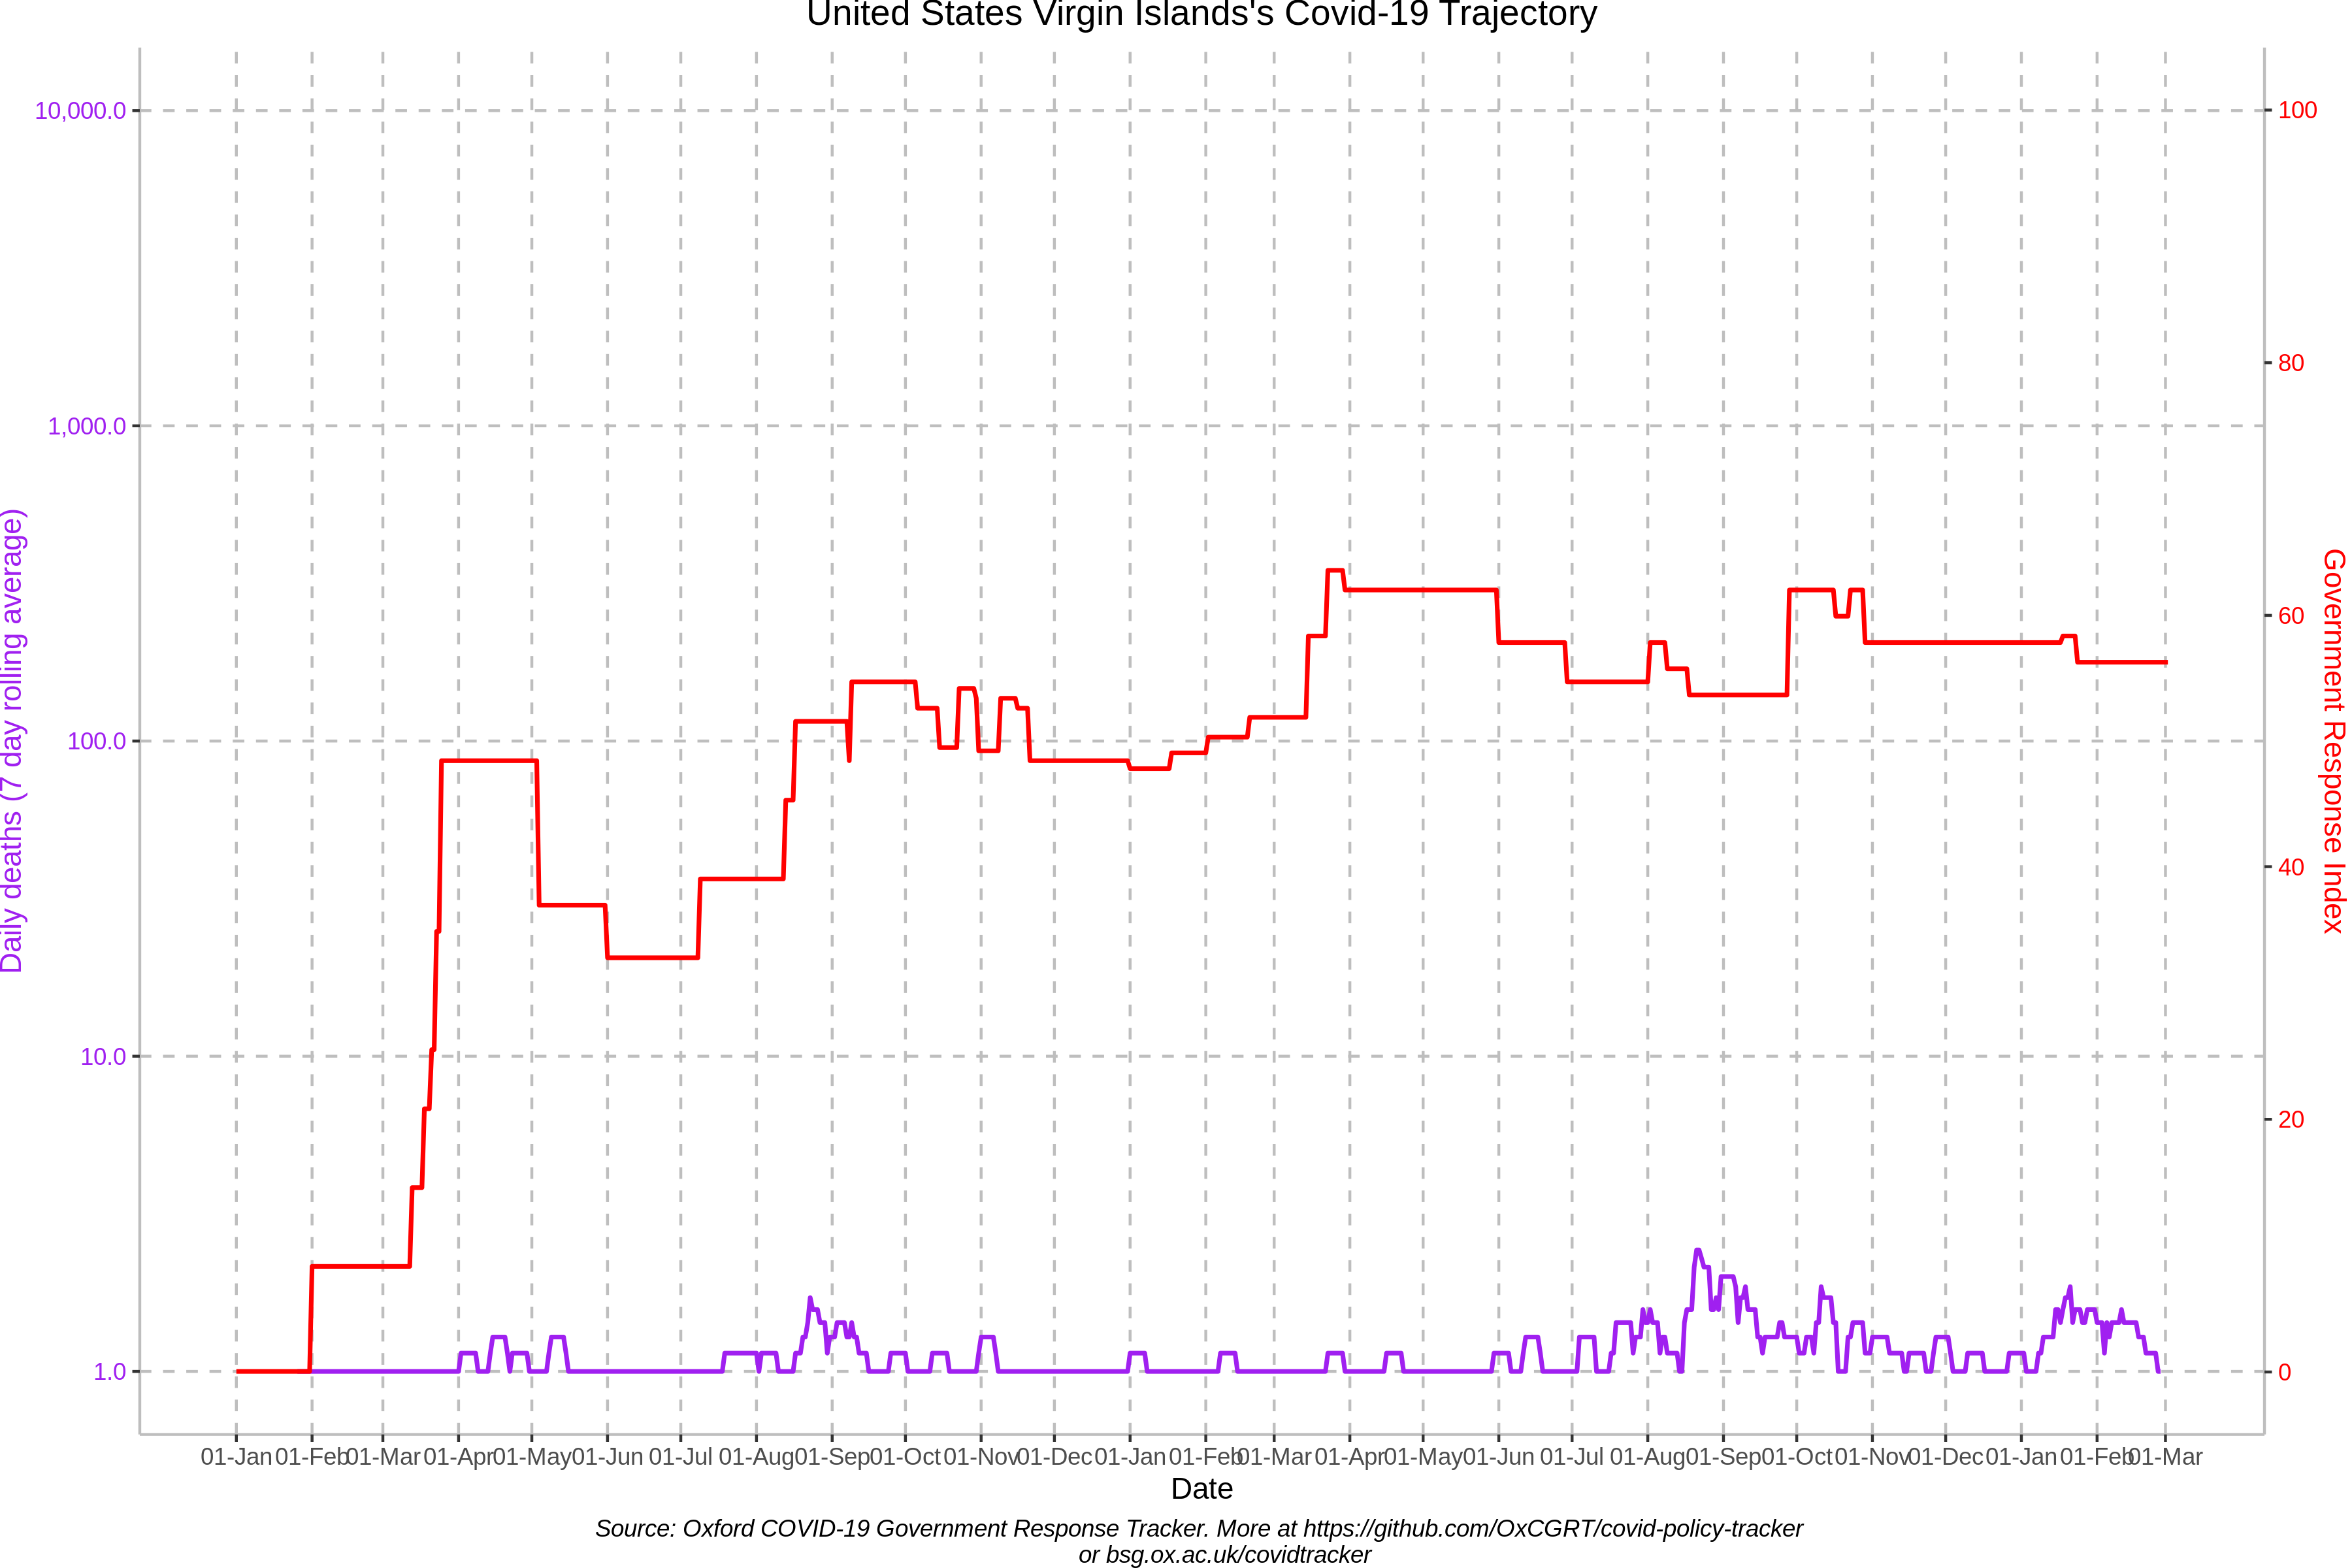 United States Virgin Islands's Covid-19 Trajectory
10,000.0
1,000.0
100.0
10.0
1.0
Daily deaths (7 day rolling average)
100
80
60
40
20
0
Government Response Index
01-Jan 01-Feb 01-Mar 01-Apr 01-May 01-Jun 01-Jul 01-Aug 01-Sep 01-Oct 01-Nov 01-Dec 01-Jan 01-Feb 01-Mar 01-Apr 01-May 01-Jun 01-Jul 01-Aug 01-Sep 01-Oct 01-Nov 01-Dec 01-Jan 01-Feb 01-Mar
Date
Source: Oxford COVID-19 Government Response Tracker. More at https://github.com/OxCGRT/covid-policy-tracker
or bsg.ox.ac.uk/covidtracker